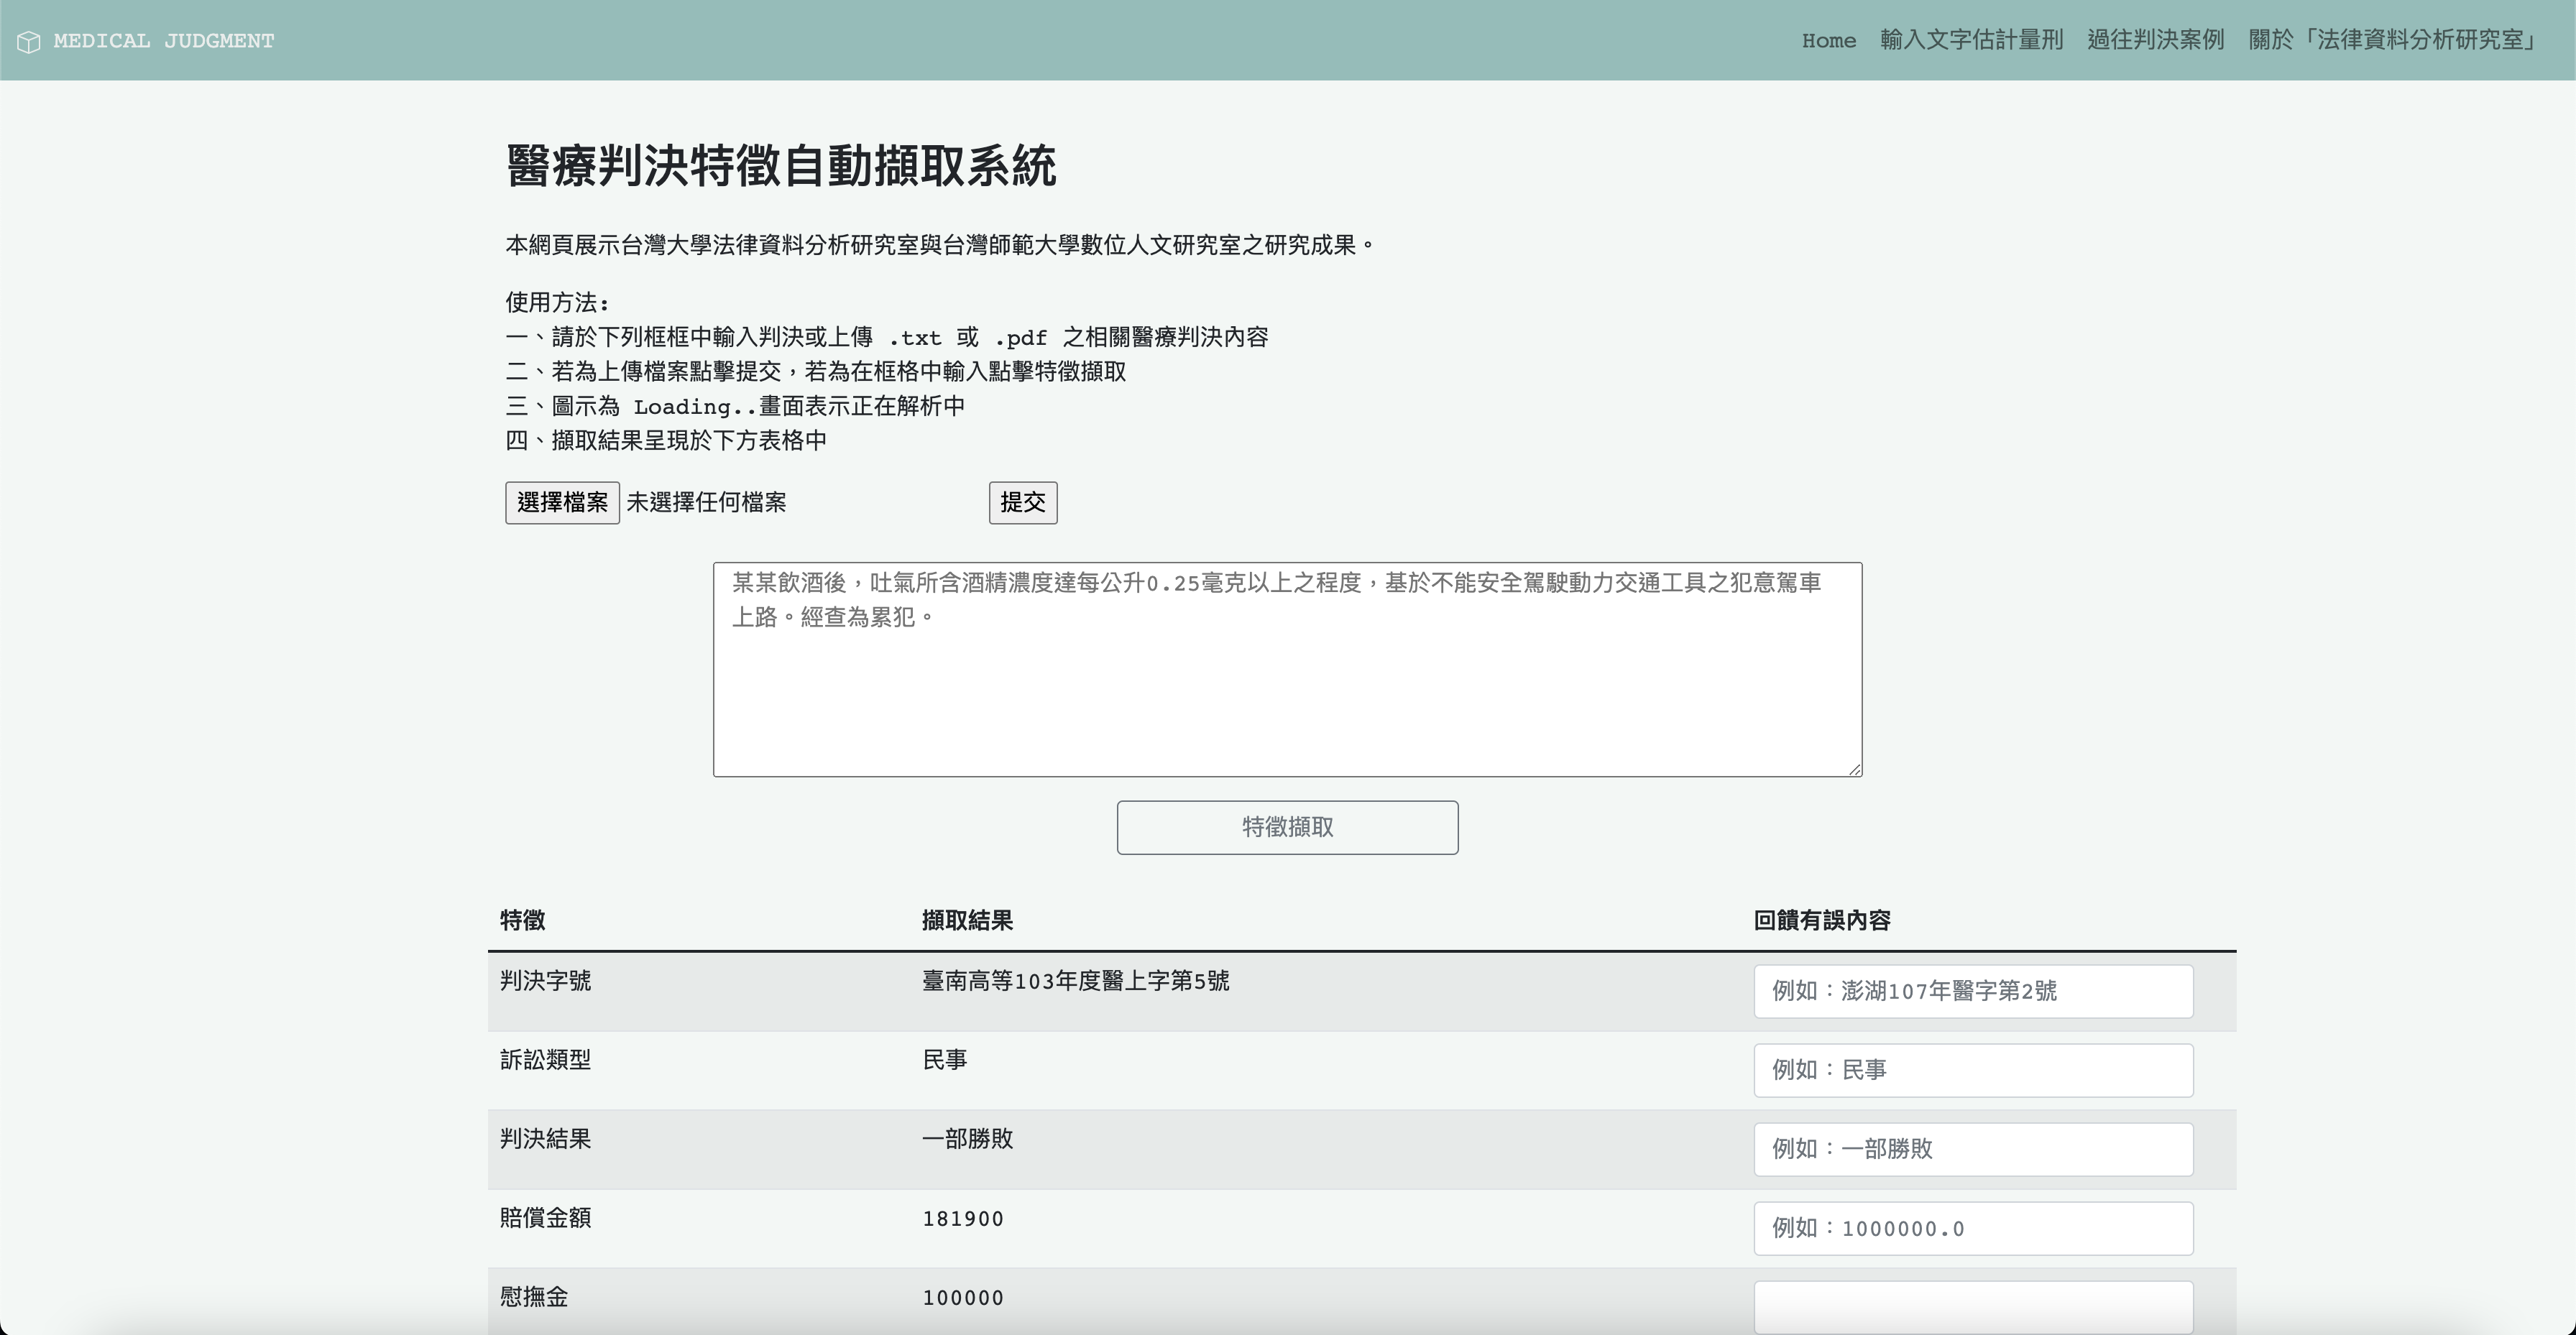 MEDICAL JUDGMENT
Home 輸入文字估計量刑 過往判決案例 關於「法律資料分析研究室」
醫療判決特徵自動擷取系統
本網頁展示台灣大學法律資料分析研究室與台灣師範大學數位人文研究室之研究成果。
使用方法:
一、請於下列框框中輸入判決或上傳 .txt 或 .pdf 之相關醫療判決內容
二、若為上傳檔案點擊提交，若為在框格中輸入點擊特徵擷取
三、圖示為 Loading..畫面表示正在解析中
四、擷取結果呈現於下方表格中
選擇檔案 未選擇任何檔案 提交
某某飲酒後，吐氣所含酒精濃度達每公升0.25毫克以上之程度，基於不能安全駕駛動力交通工具之犯意駕車
上路。經查為累犯。
特徵擷取
特徵 擷取結果 回饋有誤內容
判決字號 臺南高等103年度醫上字第5號 例如：澎湖107年醫字第2號
訴訟類型 民事 例如：民事
判決結果 一部勝敗 例如：一部勝敗
賠償金額 181900 例如：1000000.0
慰撫金 100000